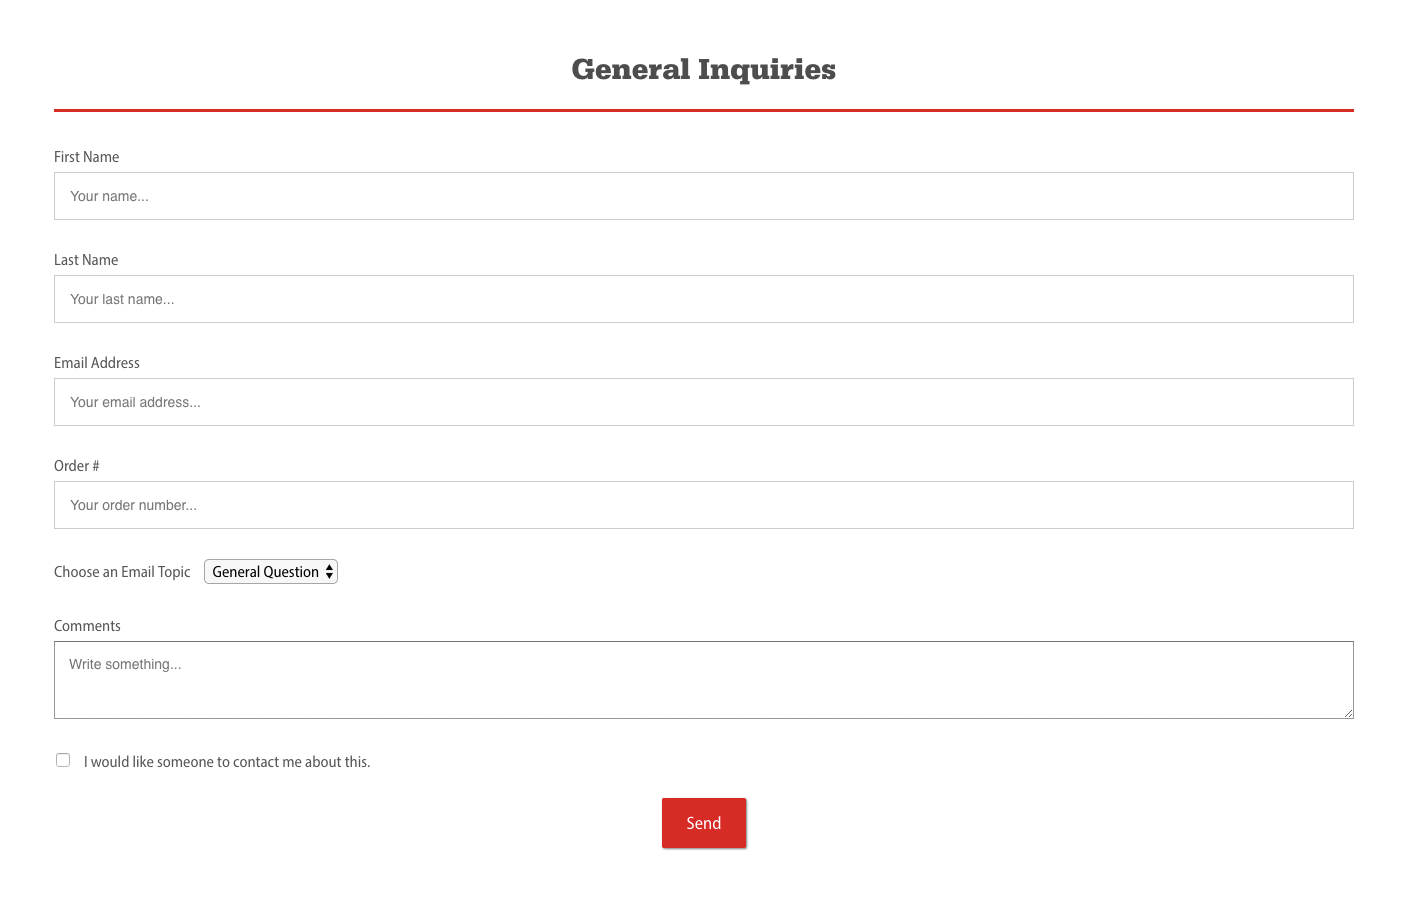 General Inquiries
First Name
Your name...
Last Name
Your last name...
Email Address
Your email address...
Order #
Your order number...
Choose an Email Topic General Question
Comments
Write something...
I would like someone to contact me about this.
Send